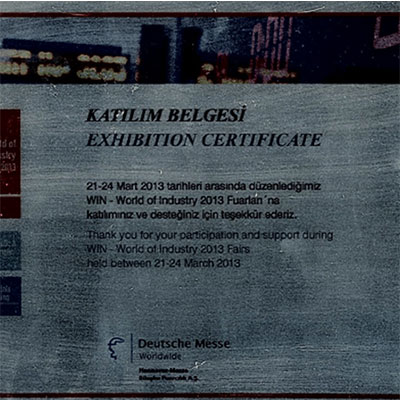 KATILIM BELGESİ
EXHIBITION CERTIFICATE
21-24 Mart 2013 tarihleri arasında düzenlediğimiz
WIN - World of Industry 2013 Fuarları´na
katılımınız ve desteğiniz için teşekkür ederiz.
Thank you for your participation and support during
WIN - World of Industry 2013 Fairs
held between 21-24 March 2013
Deutsche Messe
Worldwide
Hannover-Messe